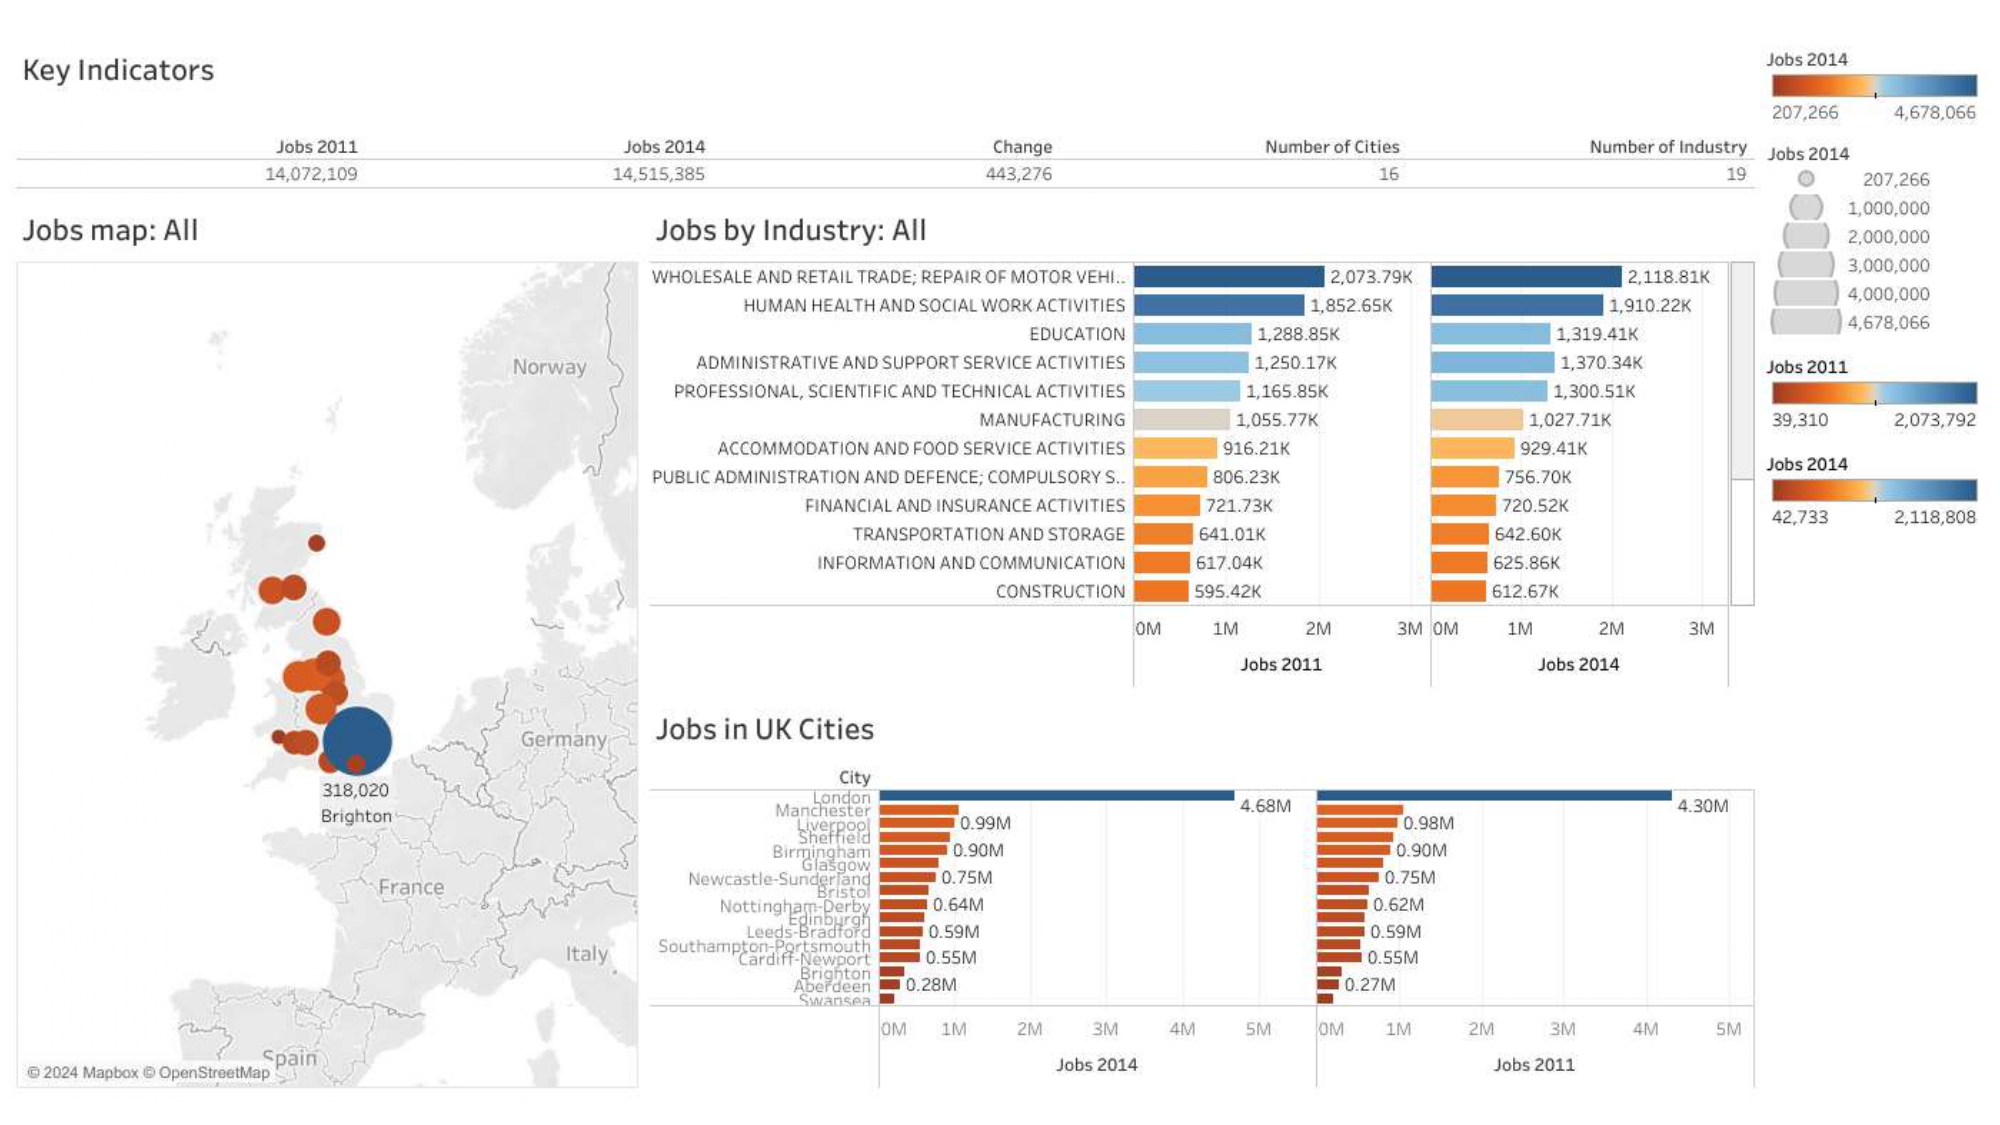 Key Indicators
Jobs 2011 Jobs 2014 Change Number of Cities Number of Industry
14,072,109 14,515,385 443,276 16 19
Jobs map: All
Norway
Germany
France
Italy
Spain
318,020
Brighton
© 2024 Mapbox © OpenStreetMap
Jobs by Industry: All
WHOLESALE AND RETAIL TRADE; REPAIR OF MOTOR VEHI.. 2,073.79K 2,118.81K
HUMAN HEALTH AND SOCIAL WORK ACTIVITIES 1,852.65K 1,910.22K
EDUCATION 1,288.85K 1,319.41K
ADMINISTRATIVE AND SUPPORT SERVICE ACTIVITIES 1,250.17K 1,370.34K
PROFESSIONAL, SCIENTIFIC AND TECHNICAL ACTIVITIES 1,165.85K 1,300.51K
MANUFACTURING 1,055.77K 1,027.71K
ACCOMMODATION AND FOOD SERVICE ACTIVITIES 916.21K 929.41K
PUBLIC ADMINISTRATION AND DEFENCE; COMPULSORY S.. 806.23K 756.70K
FINANCIAL AND INSURANCE ACTIVITIES 721.73K 720.52K
TRANSPORTATION AND STORAGE 641.01K 642.60K
INFORMATION AND COMMUNICATION 617.04K 625.86K
CONSTRUCTION 595.42K 612.67K
0M 1M 2M 3M 0M 1M 2M 3M
Jobs 2011 Jobs 2014
Jobs in UK Cities
City
London 4.68M 4.30M
Manchester
Liverpool 0.99M 0.98M
Sheffield
Birmingham 0.90M 0.90M
Glasgow
Newcastle-Sunderland 0.75M 0.75M
Bristol
Nottingham-Derby 0.64M 0.62M
Edinburgh
Leeds-Bradford 0.59M 0.59M
Southampton-Portsmouth
Cardiff-Newport 0.55M 0.55M
Brighton
Aberdeen 0.28M 0.27M
Swansea
0M 1M 2M 3M 4M 5M 0M 1M 2M 3M 4M 5M
Jobs 2014 Jobs 2011
Jobs 2014
207,266 4,678,066
Jobs 2014
207,266
1,000,000
2,000,000
3,000,000
4,000,000
4,678,066
Jobs 2011
39,310 2,073,792
Jobs 2014
42,733 2,118,808